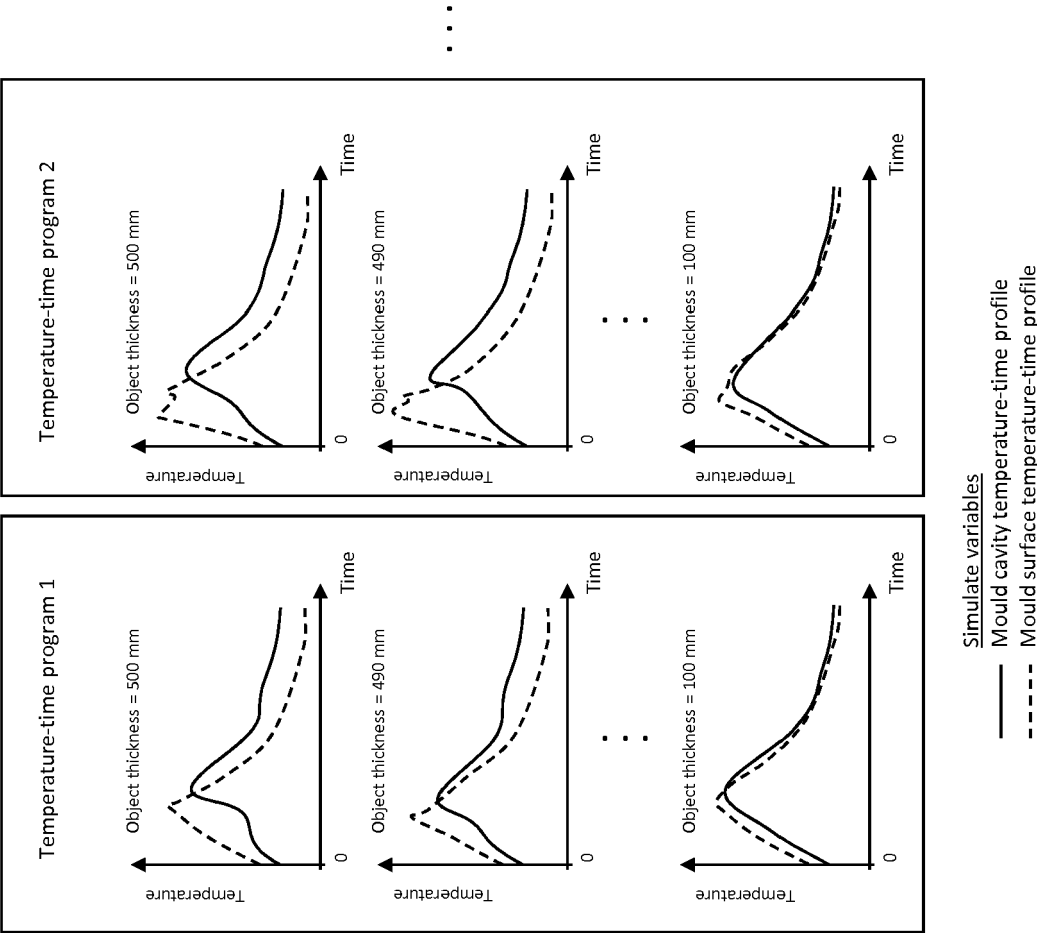 Temperature-time program 1
Object thickness = 500 mm
Temperature
0
Time
Object thickness = 490 mm
Temperature
0
Time
. . .
Object thickness = 100 mm
Temperature
0
Time
Temperature-time program 2
Object thickness = 500 mm
Temperature
0
Time
Object thickness = 490 mm
Temperature
0
Time
. . .
Object thickness = 100 mm
Temperature
0
Time
. . .
Simulate variables
Mould cavity temperature-time profile
Mould surface temperature-time profile